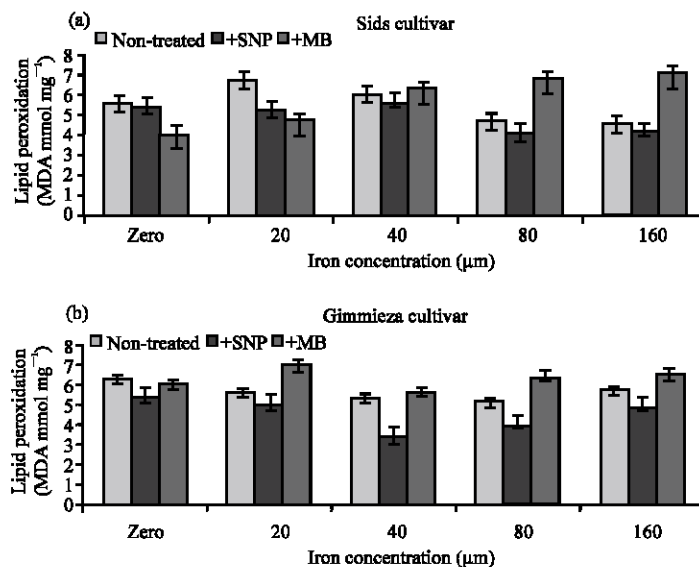 (a)
Sids cultivar
Non-treated +SNP +MB
Lipid peroxidation
(MDA mmol mg⁻¹)
8
7
6
5
4
3
2
1
0
Zero 20 40 80 160
Iron concentration (μm)
(b)
Gimmieza cultivar
Non-treated +SNP +MB
Lipid peroxidation
(MDA mmol mg⁻¹)
8
7
6
5
4
3
2
1
0
Zero 20 40 80 160
Iron concentration (μm)